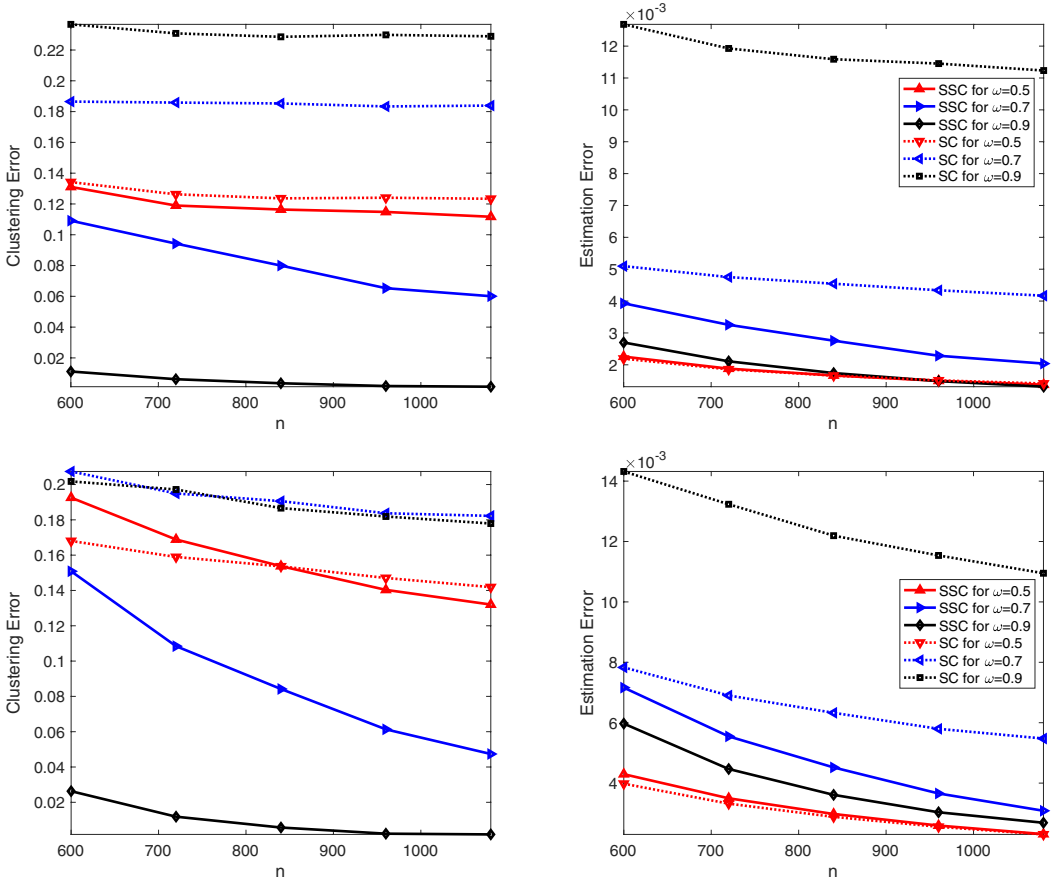 0.22
0.2
0.18
0.16
0.14
0.12
0.1
0.08
0.06
0.04
0.02
Clustering Error
600 700 800 900 1000
n
×10⁻³
12
11
10
9
8
7
6
5
4
3
2
Estimation Error
600 700 800 900 1000
n
SSC for ω=0.5
SSC for ω=0.7
SSC for ω=0.9
SC for ω=0.5
SC for ω=0.7
SC for ω=0.9
0.2
0.18
0.16
0.14
0.12
0.1
0.08
0.06
0.04
0.02
Clustering Error
600 700 800 900 1000
n
×10⁻³
14
12
10
8
6
4
Estimation Error
600 700 800 900 1000
n
SSC for ω=0.5
SSC for ω=0.7
SSC for ω=0.9
SC for ω=0.5
SC for ω=0.7
SC for ω=0.9